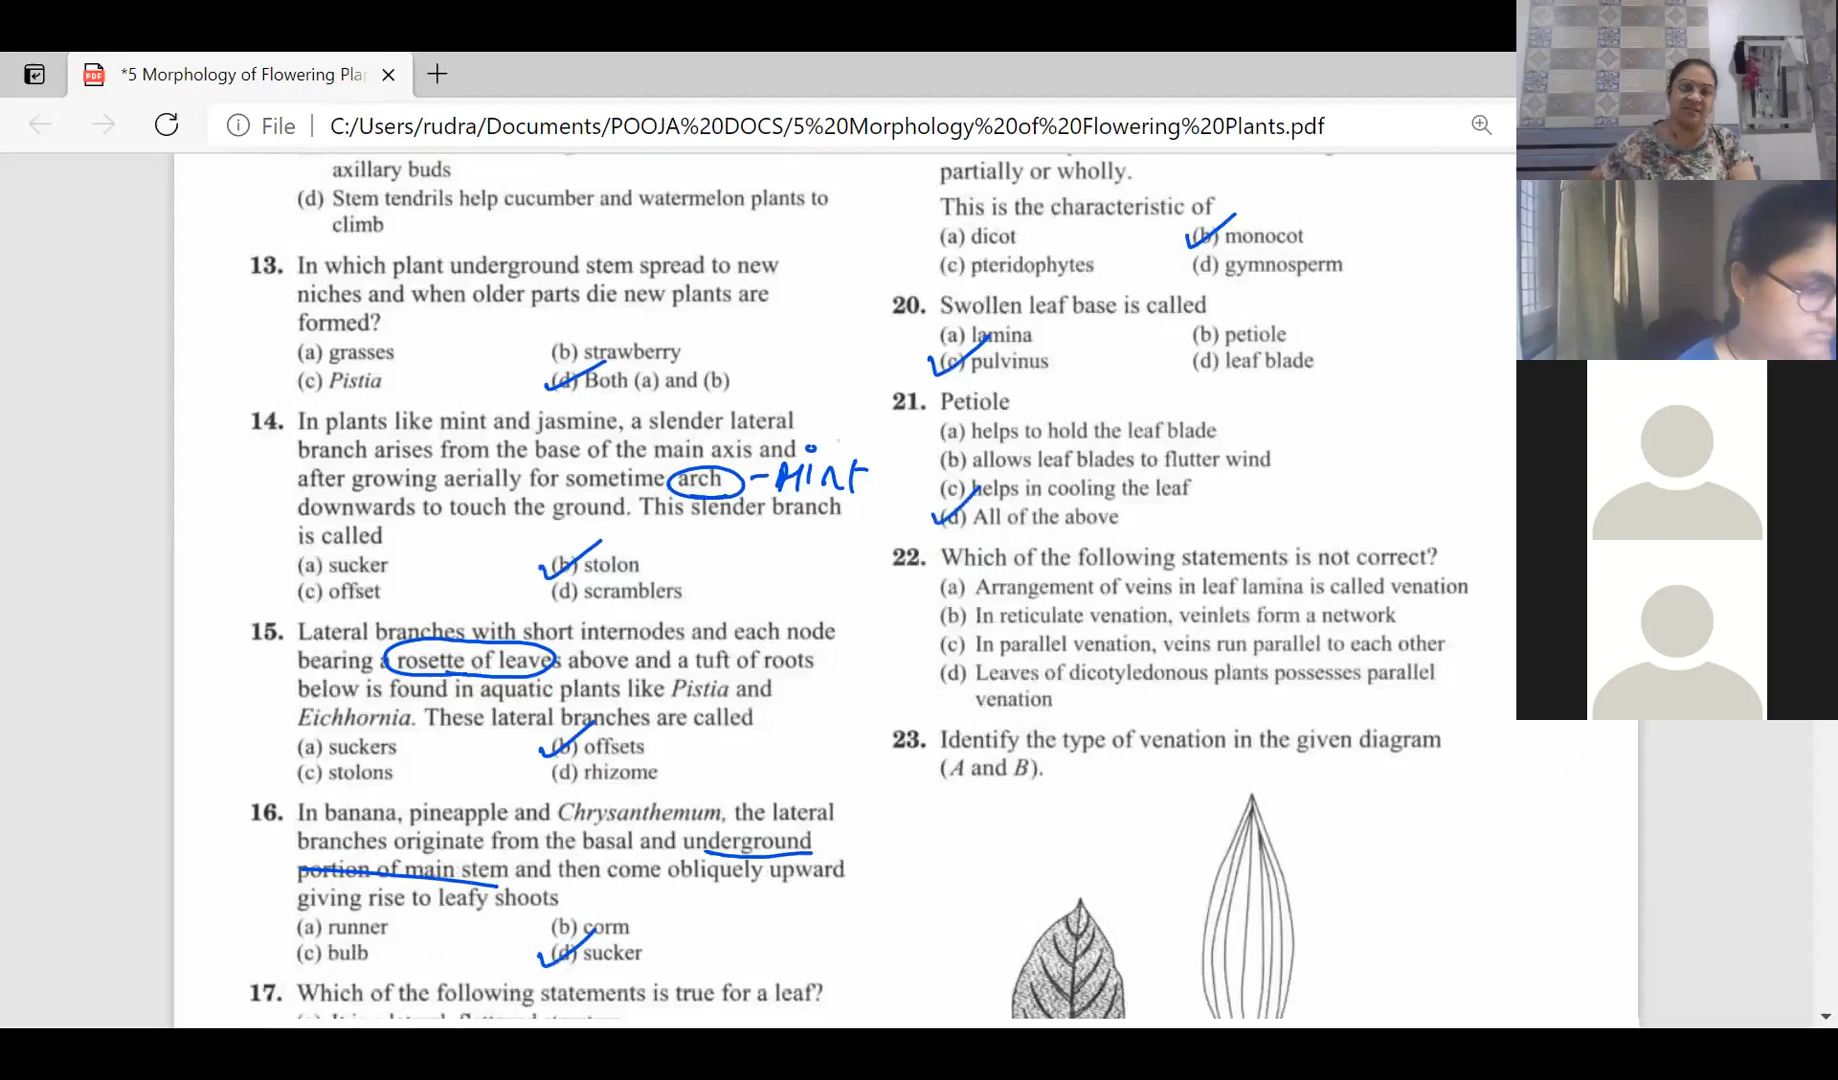 *5 Morphology of Flowering Pla
File
C:/Users/rudra/Documents/POOJA%20DOCS/5%20Morphology%20of%20Flowering%20Plants.pdf
axillary buds
(d) Stem tendrils help cucumber and watermelon plants to
climb
13. In which plant underground stem spread to new
niches and when older parts die new plants are
formed?
(a) grasses (b) strawberry
(c) Pistia (d) Both (a) and (b)
14. In plants like mint and jasmine, a slender lateral
branch arises from the base of the main axis and
after growing aerially for sometime arch - Hint
downwards to touch the ground. This slender branch
is called
(a) sucker (b) stolon
(c) offset (d) scramblers
15. Lateral branches with short internodes and each node
bearing a rosette of leaves above and a tuft of roots
below is found in aquatic plants like Pistia and
Eichhornia. These lateral branches are called
(a) suckers (b) offsets
(c) stolons (d) rhizome
16. In banana, pineapple and Chrysanthemum, the lateral
branches originate from the basal and underground
portion of main stem and then come obliquely upward
giving rise to leafy shoots
(a) runner (b) corm
(c) bulb (d) sucker
17. Which of the following statements is true for a leaf?
partially or wholly.
This is the characteristic of
(a) dicot (b) monocot
(c) pteridophytes (d) gymnosperm
20. Swollen leaf base is called
(a) lamina (b) petiole
(c) pulvinus (d) leaf blade
21. Petiole
(a) helps to hold the leaf blade
(b) allows leaf blades to flutter wind
(c) helps in cooling the leaf
(d) All of the above
22. Which of the following statements is not correct?
(a) Arrangement of veins in leaf lamina is called venation
(b) In reticulate venation, veinlets form a network
(c) In parallel venation, veins run parallel to each other
(d) Leaves of dicotyledonous plants possesses parallel
venation
23. Identify the type of venation in the given diagram
(A and B).